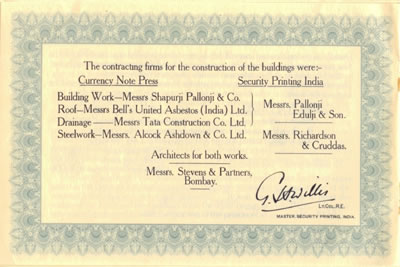 The contracting firms for the construction of the buildings were:-
Currency Note Press Security Printing India
Building Work—Messrs Shapurji Pallonji & Co.
Roof—Messrs Bell's United Asbestos (India) Ltd.
Messrs. Pallonji
Edulji & Son.
Drainage — Messrs Tata Construction Co. Ltd.
Steelwork—Messrs. Alcock Ashdown & Co. Ltd.
Messrs. Richardson
& Cruddas.
Architects for both works.
Messrs. Stevens & Partners,
Bombay.
G. H. Willis
Lt.Col. R.E.
MASTER, SECURITY PRINTING, INDIA.